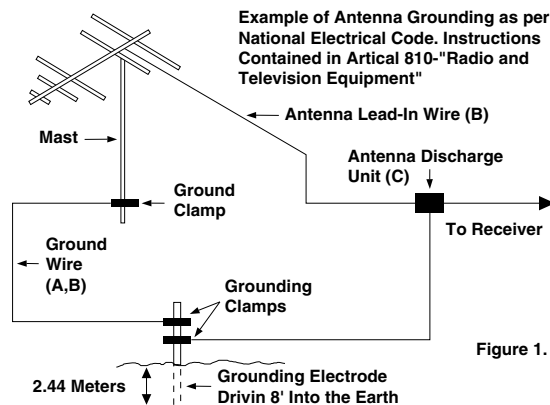 Example of Antenna Grounding as per
National Electrical Code. Instructions
Contained in Artical 810-"Radio and
Television Equipment"
Antenna Lead-In Wire (B)
Mast
Antenna Discharge
Unit (C)
Ground
Clamp
To Receiver
Ground
Wire
(A,B)
Grounding
Clamps
Figure 1.
2.44 Meters
Grounding Electrode
Drivin 8' Into the Earth